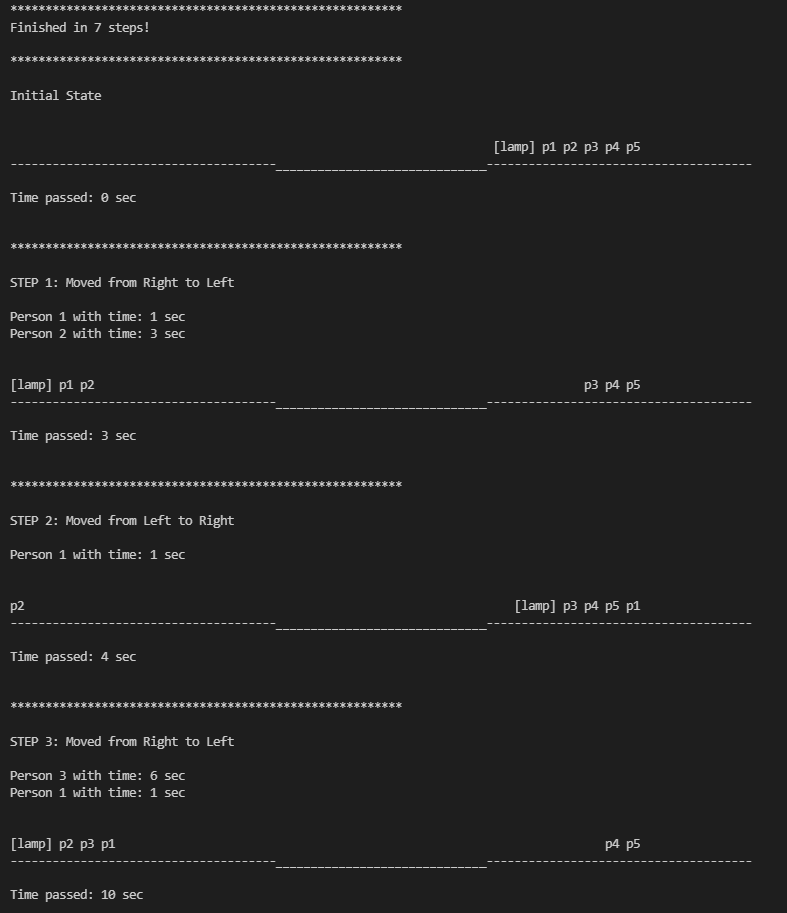 ********************************************************
Finished in 7 steps!
********************************************************
Initial State
[lamp] p1 p2 p3 p4 p5
--------------------------------------______________________________--------------------------------------
Time passed: 0 sec
********************************************************
STEP 1: Moved from Right to Left
Person 1 with time: 1 sec
Person 2 with time: 3 sec
[lamp] p1 p2 p3 p4 p5
--------------------------------------______________________________--------------------------------------
Time passed: 3 sec
********************************************************
STEP 2: Moved from Left to Right
Person 1 with time: 1 sec
p2 [lamp] p3 p4 p5 p1
--------------------------------------______________________________--------------------------------------
Time passed: 4 sec
********************************************************
STEP 3: Moved from Right to Left
Person 3 with time: 6 sec
Person 1 with time: 1 sec
[lamp] p2 p3 p1 p4 p5
--------------------------------------______________________________--------------------------------------
Time passed: 10 sec